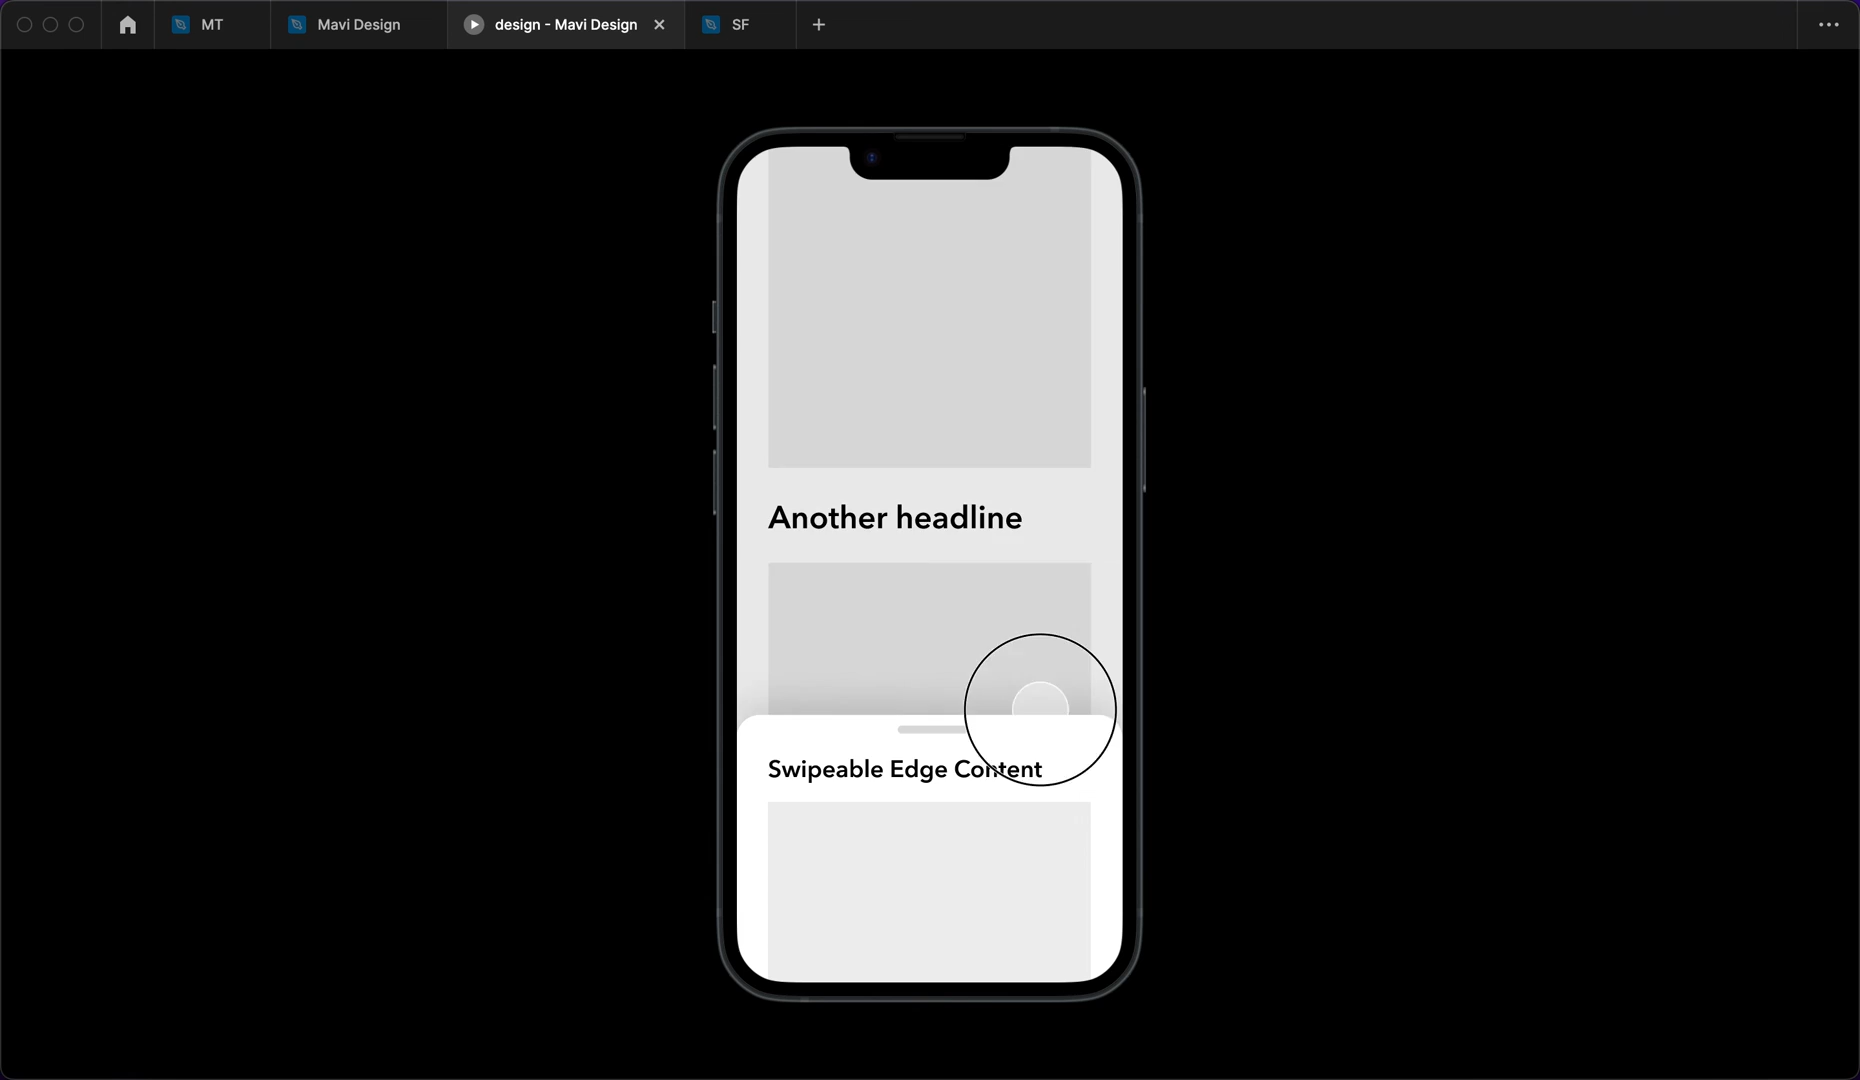 MT
Mavi Design
design - Mavi Design
SF
Another headline
Swipeable Edge Content